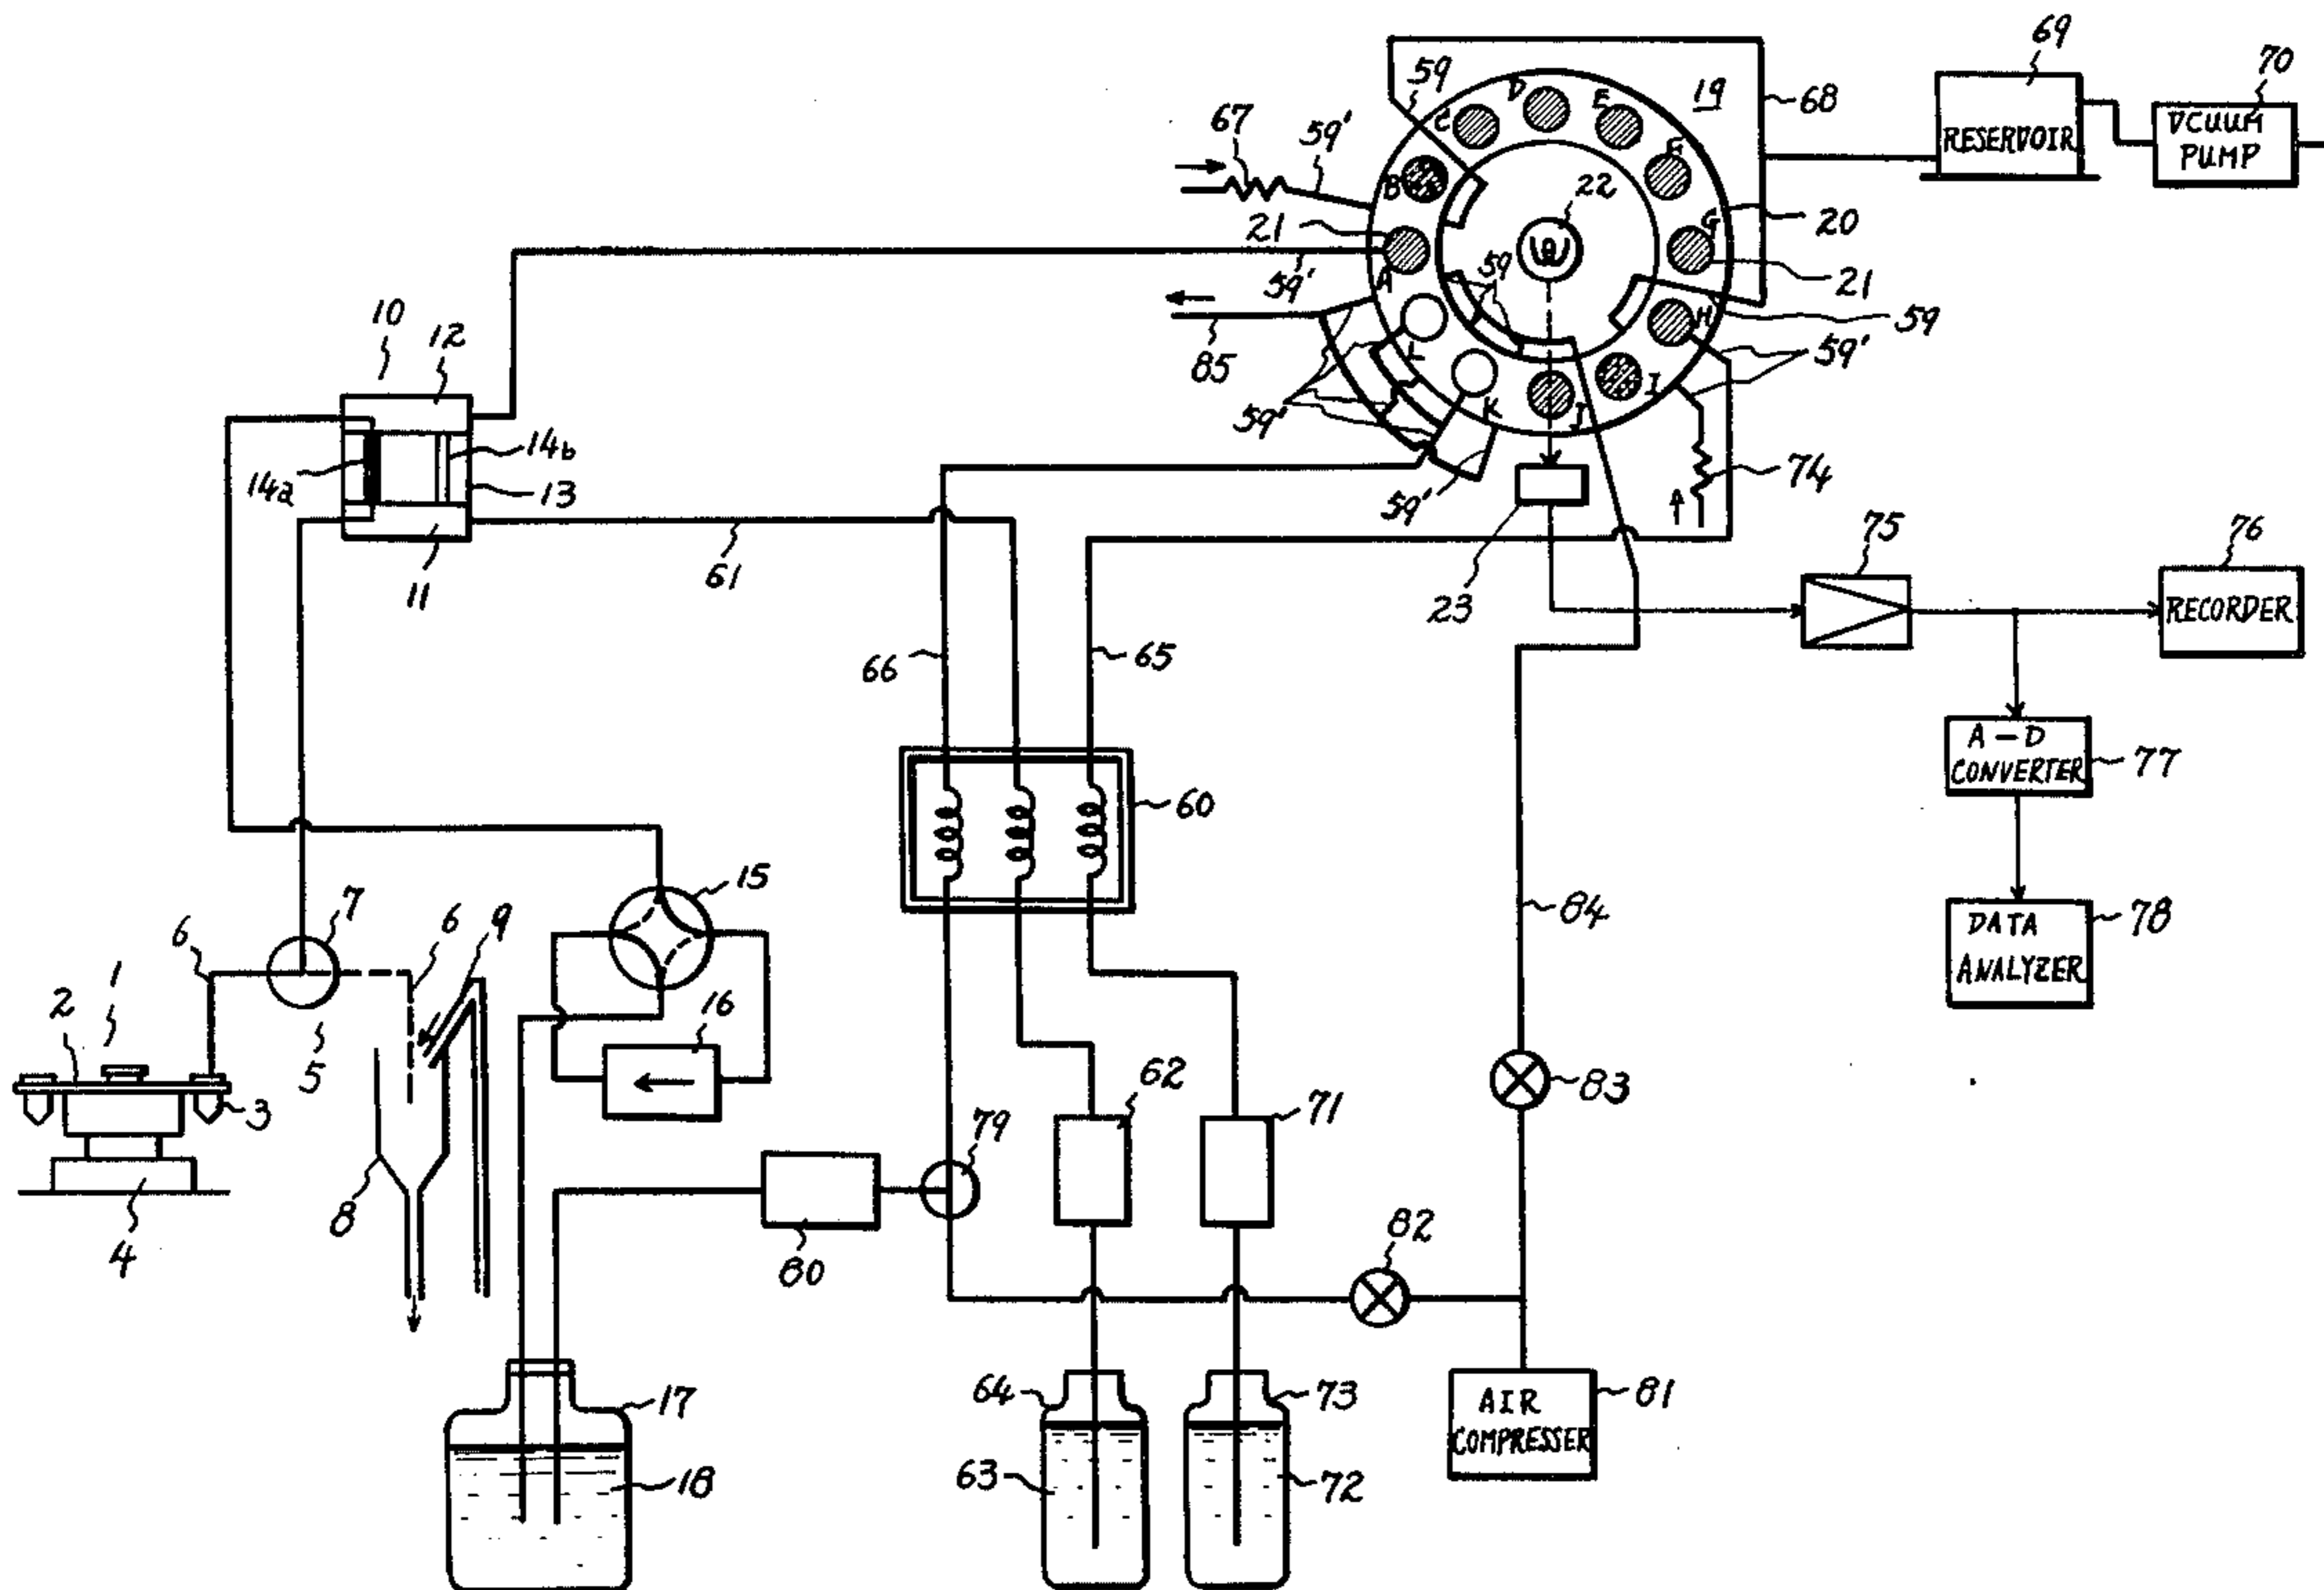 69
70
RESERVOIR
VCUUM
PUMP
68
19
59
67
59'
C
D
E
F
B
22
G
20
21
21
59'
A
59
H
59
59'
85
L
K
J
I
59'
59'
74
10
12
14b
14a
13
11
61
23
75
76
RECORDER
66
65
A-D
CONVERTER
77
60
DATA
ANALYZER
78
84
15
7
6
6
9
1
2
5
16
3
8
4
79
62
71
83
80
82
17
18
64
63
73
72
AIR
COMPRESSER
81